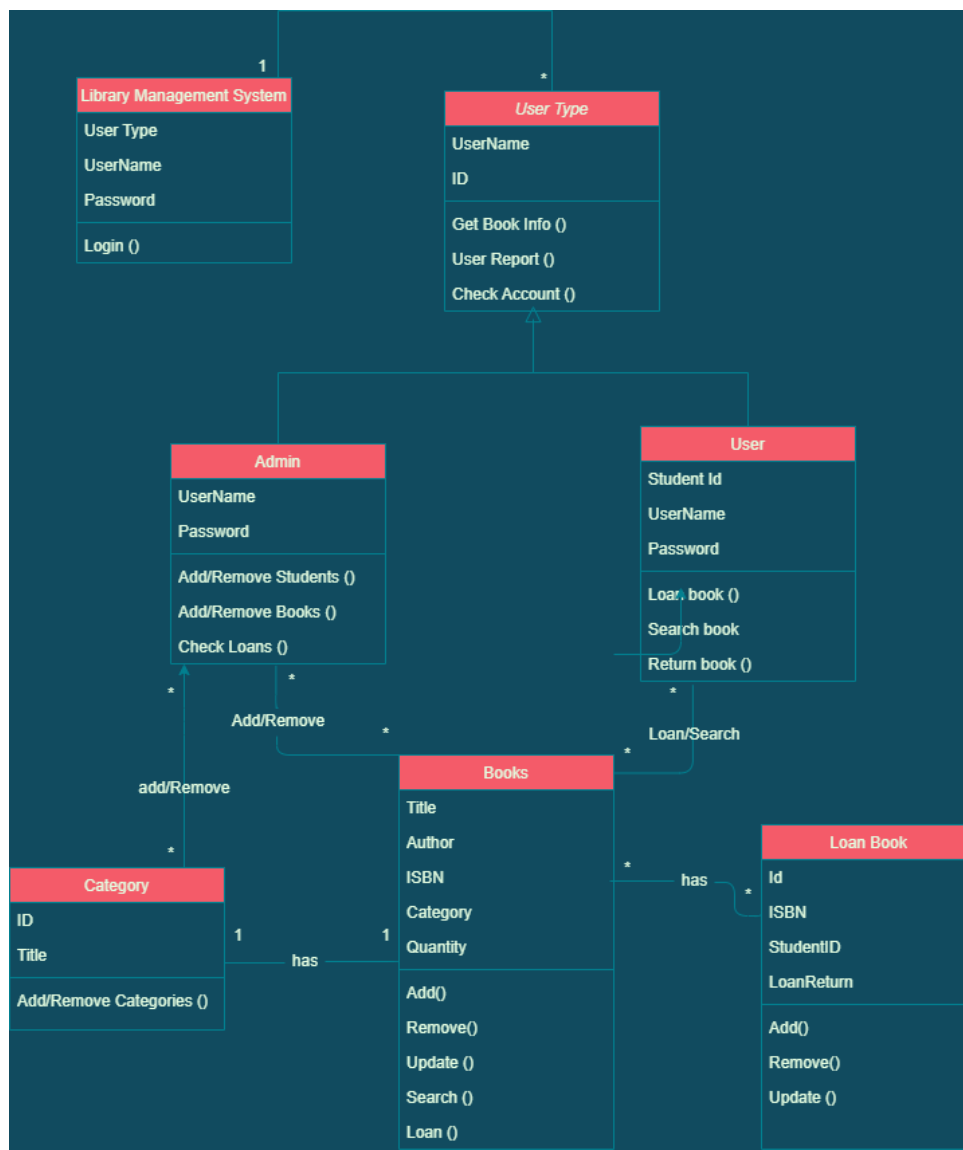 1
*
Library Management System
User Type
UserName
Password
Login ()
User Type
UserName
ID
Get Book Info ()
User Report ()
Check Account ()
Admin
UserName
Password
Add/Remove Students ()
Add/Remove Books ()
Check Loans ()
User
Student Id
UserName
Password
Loan book ()
Search book
Return book ()
*
*
*
Add/Remove
*
Loan/Search
*
add/Remove
*
Category
ID
Title
Add/Remove Categories ()
1
has
1
Books
Title
Author
ISBN
Category
Quantity
Add()
Remove()
Update ()
Search ()
Loan ()
*
has
*
Loan Book
Id
ISBN
StudentID
LoanReturn
Add()
Remove()
Update ()